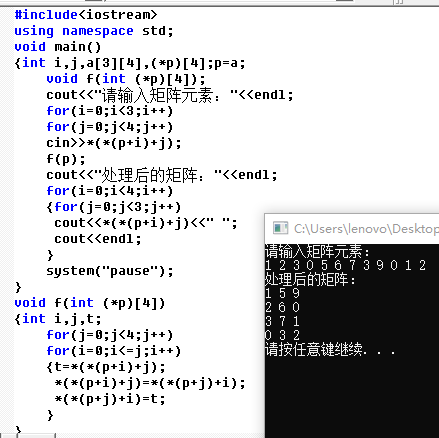 #include<iostream>
using namespace std;
void main()
{int i,j,a[3][4],(*p)[4];p=a;
void f(int (*p)[4]);
cout<<"请输入矩阵元素："<<endl;
for(i=0;i<3;i++)
for(j=0;j<4;j++)
cin>>*(*(p+i)+j);
f(p);
cout<<"处理后的矩阵："<<endl;
for(i=0;i<4;i++)
{for(j=0;j<3;j++)
cout<<*(*(p+i)+j)<<" ";
cout<<endl;
}
system("pause");
}
void f(int (*p)[4])
{int i,j,t;
for(j=0;j<4;j++)
for(i=0;i<=j;i++)
{t=*(*(p+i)+j);
*(*(p+i)+j)=*(*(p+j)+i);
*(*(p+j)+i)=t;
}
}
C:\Users\lenovo\Desktop
请输入矩阵元素：
1 2 3 0 5 6 7 3 9 0 1 2
处理后的矩阵：
1 5 9
2 6 0
3 7 1
0 3 2
请按任意键继续. . .